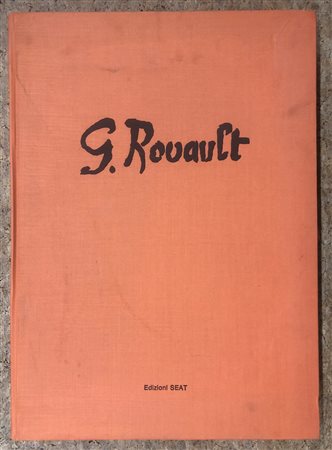 G. Rouault
Edizioni SEAT